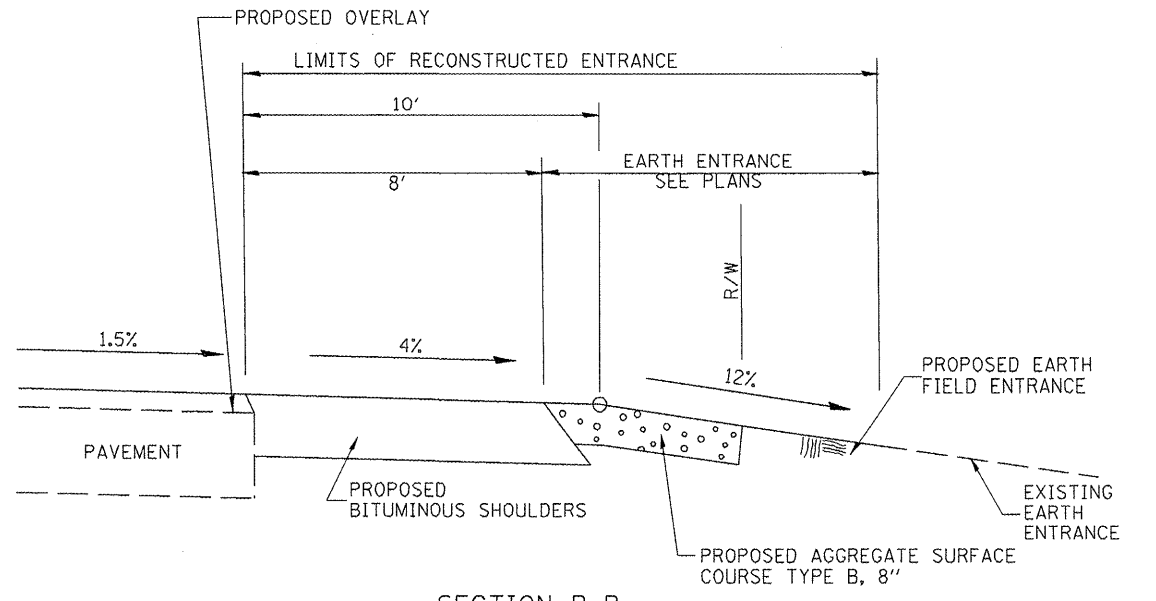 PROPOSED OVERLAY
LIMITS OF RECONSTRUCTED ENTRANCE
10'
EARTH ENTRANCE
SEE PLANS
8'
R/W
1.5%
4%
12%
PROPOSED EARTH
FIELD ENTRANCE
PAVEMENT
PROPOSED
BITUMINOUS SHOULDERS
EXISTING
EARTH
ENTRANCE
PROPOSED AGGREGATE SURFACE
COURSE TYPE B, 8"